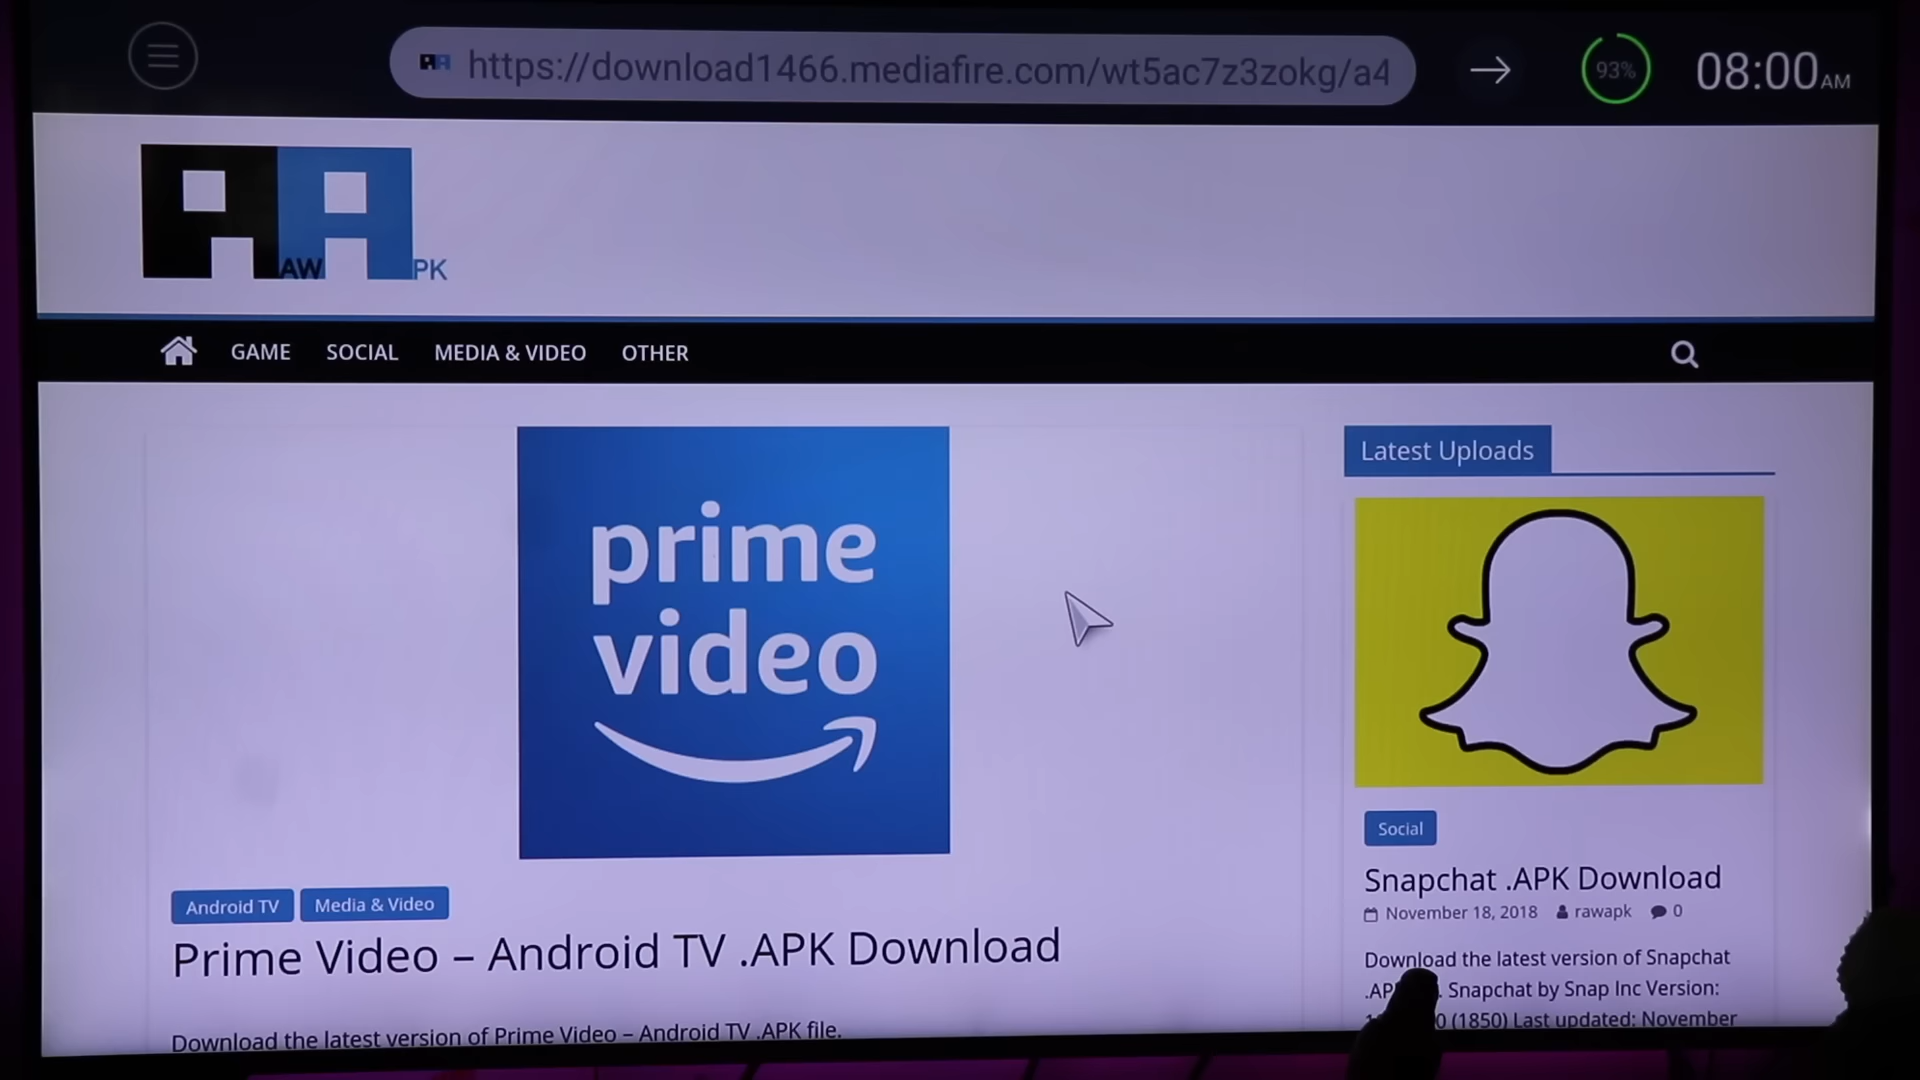 https://download1466.mediafire.com/wt5ac7z3zokg/a4
93%
08:00 AM
AW
PK
GAME SOCIAL MEDIA & VIDEO OTHER
prime
video
Android TV Media & Video
Prime Video – Android TV .APK Download
Download the latest version of Prime Video – Android TV .APK file.
Latest Uploads
Social
Snapchat .APK Download
November 18, 2018 rawapk 0
Download the latest version of Snapchat
Snapchat by Snap Inc Version:
(1850) Last updated: November